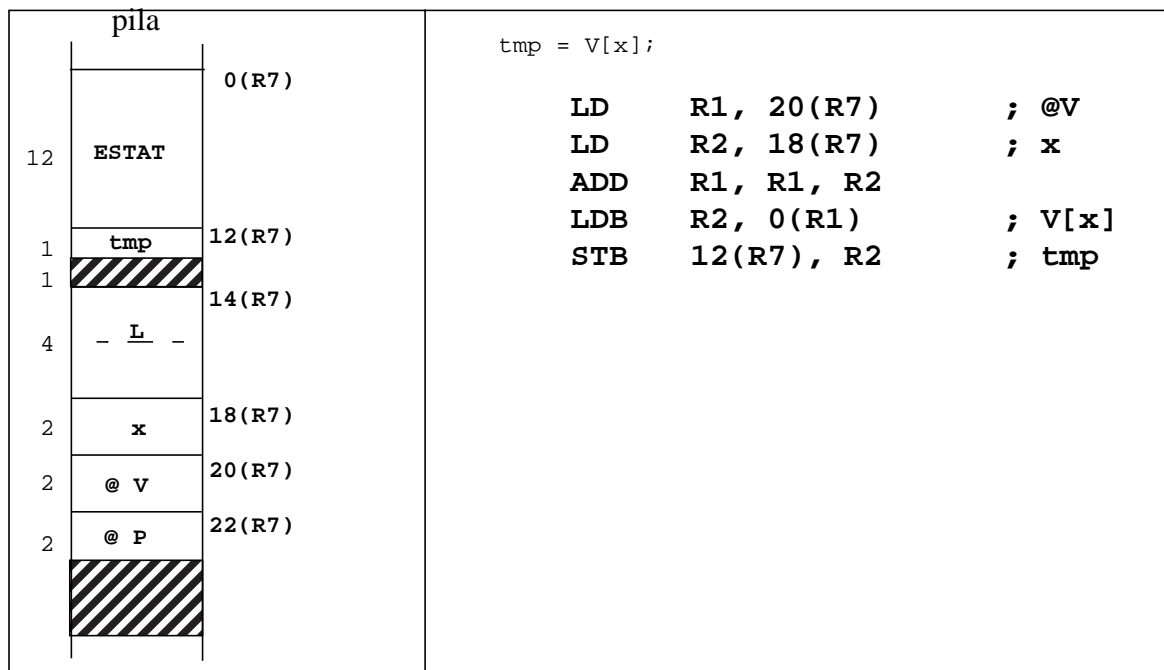 pila
0(R7)
12 ESTAT
1 tmp 12(R7)
1
14(R7)
4 – L –
2 x 18(R7)
2 @ V 20(R7)
2 @ P 22(R7)
tmp = V[x];
LD R1, 20(R7) ; @V
LD R2, 18(R7) ; x
ADD R1, R1, R2
LDB R2, 0(R1) ; V[x]
STB 12(R7), R2 ; tmp